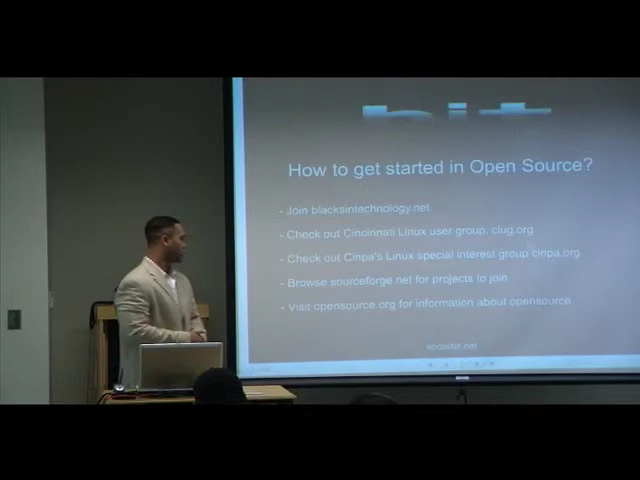 bit
How to get started in Open Source?
- Join blacksintechnology.net
- Check out Cincinnati Linux user group. clug.org
- Check out Cinpa's Linux special interest group cinpa.org
- Browse sourceforge.net for projects to join
- Visit opensource.org for information about opensource.